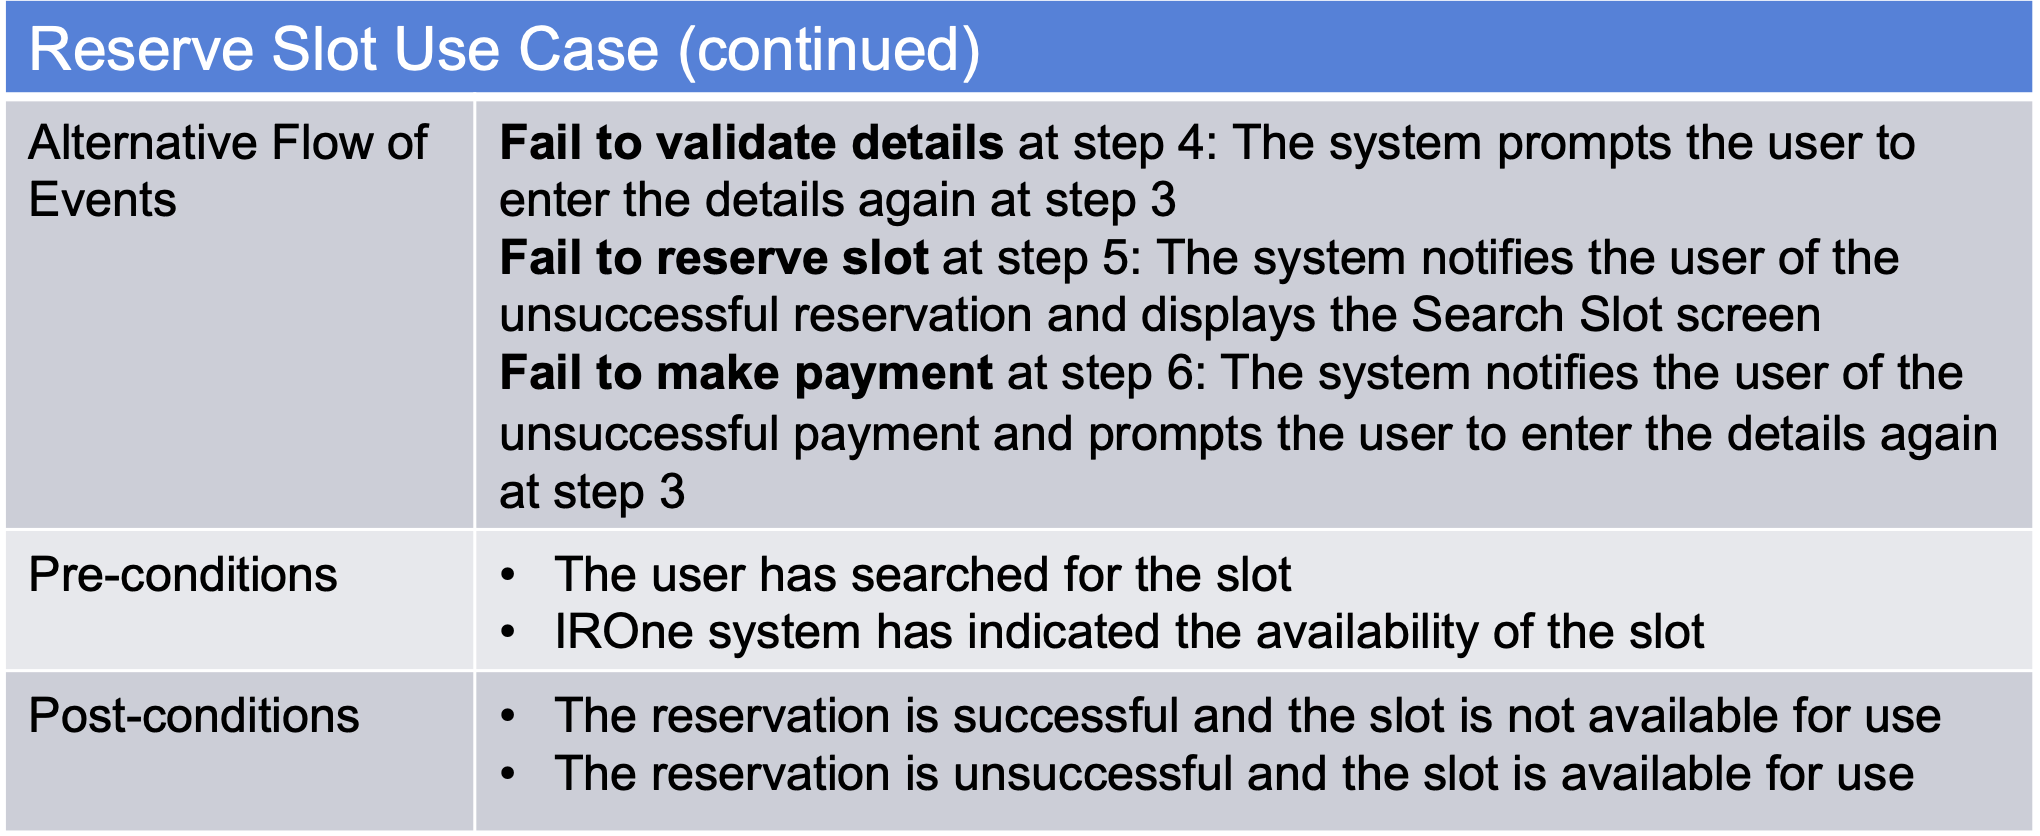 Reserve Slot Use Case (continued)
Alternative Flow of
Events
Fail to validate details at step 4: The system prompts the user to
enter the details again at step 3
Fail to reserve slot at step 5: The system notifies the user of the
unsuccessful reservation and displays the Search Slot screen
Fail to make payment at step 6: The system notifies the user of the
unsuccessful payment and prompts the user to enter the details again
at step 3
Pre-conditions
• The user has searched for the slot
• IROne system has indicated the availability of the slot
Post-conditions
• The reservation is successful and the slot is not available for use
• The reservation is unsuccessful and the slot is available for use